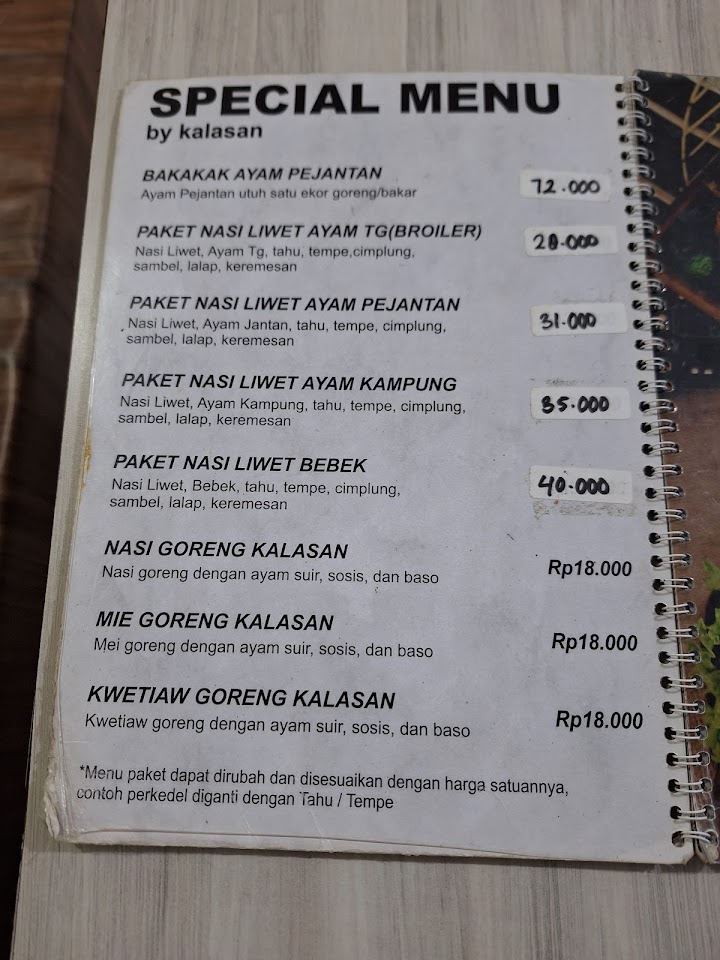 SPECIAL MENU
by kalasan
BAKAKAK AYAM PEJANTAN
72.000
Ayam Pejantan utuh satu ekor goreng/bakar
PAKET NASI LIWET AYAM TG(BROILER)
28.000
Nasi Liwet, Ayam Tg, tahu, tempe,cimplung,
sambel, lalap, keremesan
PAKET NASI LIWET AYAM PEJANTAN
31.000
Nasi Liwet, Ayam Jantan, tahu, tempe, cimplung,
sambel, lalap, keremesan
PAKET NASI LIWET AYAM KAMPUNG
35.000
Nasi Liwet, Ayam Kampung, tahu, tempe, cimplung,
sambel, lalap, keremesan
PAKET NASI LIWET BEBEK
40.000
Nasi Liwet, Bebek, tahu, tempe, cimplung,
sambel, lalap, keremesan
NASI GORENG KALASAN
Rp18.000
Nasi goreng dengan ayam suir, sosis, dan baso
MIE GORENG KALASAN
Rp18.000
Mei goreng dengan ayam suir, sosis, dan baso
KWETIAW GORENG KALASAN
Rp18.000
Kwetiaw goreng dengan ayam suir, sosis, dan baso
*Menu paket dapat dirubah dan disesuaikan dengan harga satuannya,
contoh perkedel diganti dengan Tahu / Tempe